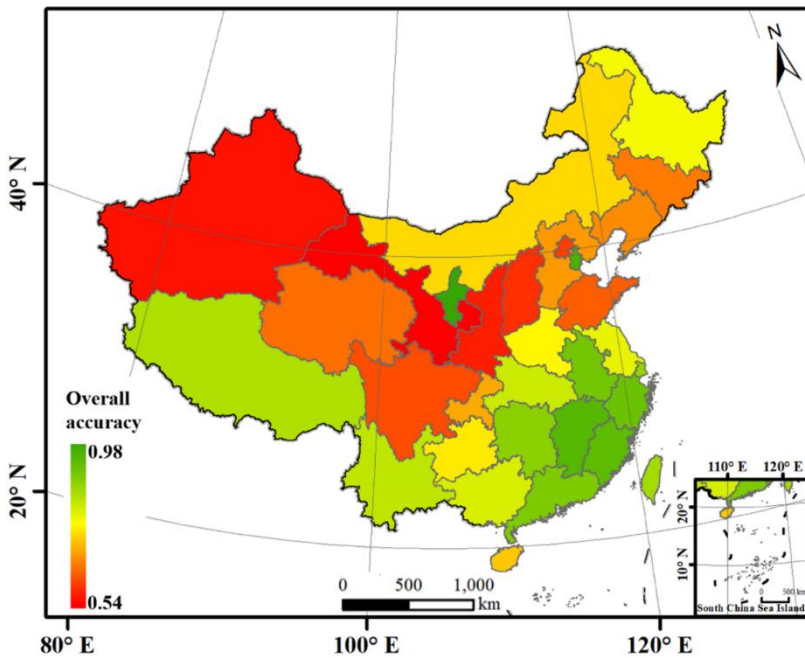 N
40° N
20° N
Overall
accuracy
0.98
0.54
0 500 1,000
km
80° E 100° E 120° E
110° E 120° E
20° N
10° N
0 500 km
South China Sea Island